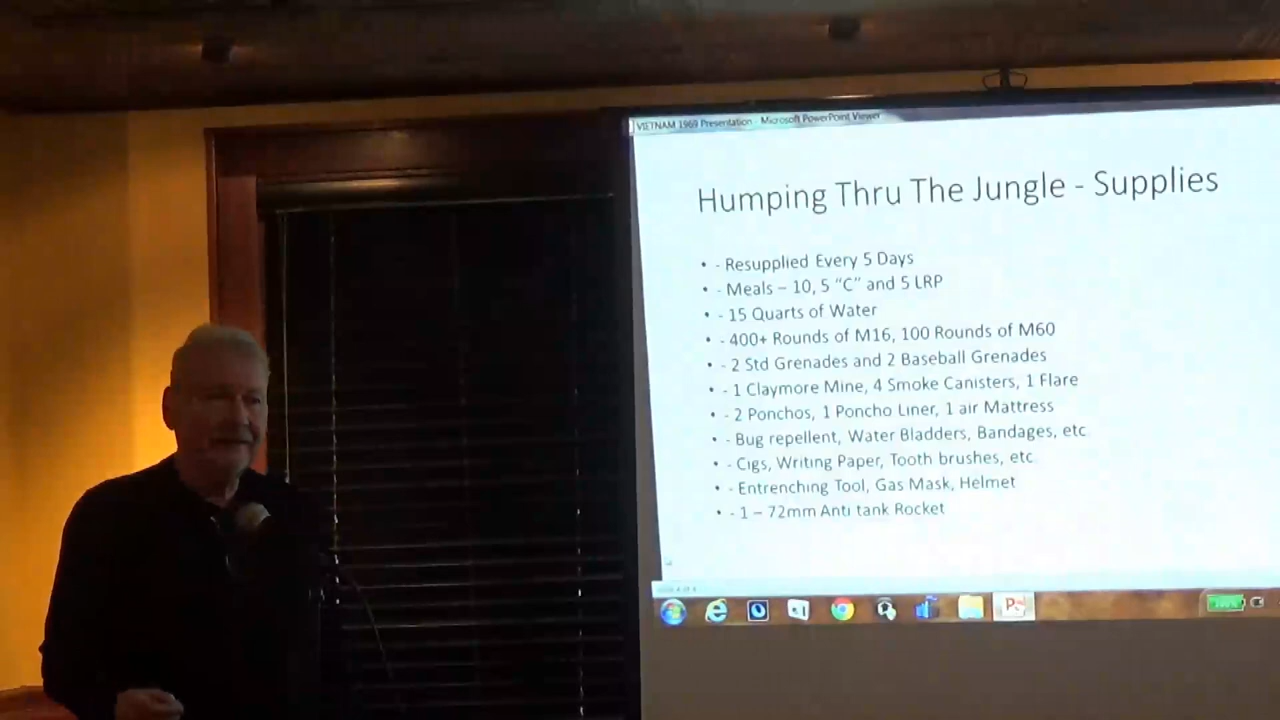 VIETNAM 1969 Presentation - Microsoft PowerPoint Viewer
Humping Thru The Jungle - Supplies
• - Resupplied Every 5 Days
• - Meals – 10, 5 “C” and 5 LRP
• - 15 Quarts of Water
• - 400+ Rounds of M16, 100 Rounds of M60
• - 2 Std Grenades and 2 Baseball Grenades
• - 1 Claymore Mine, 4 Smoke Canisters, 1 Flare
• - 2 Ponchos, 1 Poncho Liner, 1 air Mattress
• - Bug repellent, Water Bladders, Bandages, etc
• - Cigs, Writing Paper, Tooth brushes, etc
• - Entrenching Tool, Gas Mask, Helmet
• - 1 – 72mm Anti tank Rocket